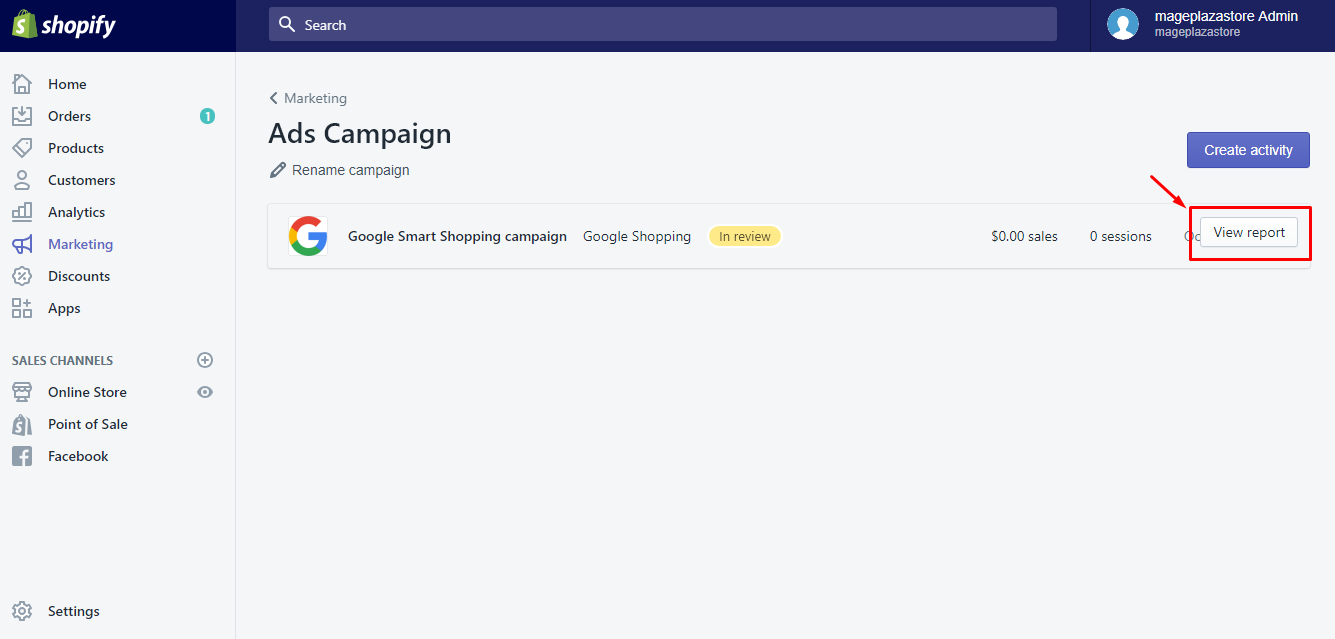 shopify
Search
mageplazastore Admin
mageplazastore
Home
Orders 1
Products
Customers
Analytics
Marketing
Discounts
Apps
SALES CHANNELS
Online Store
Point of Sale
Facebook
Settings
Marketing
Ads Campaign
Rename campaign
Create activity
Google Smart Shopping campaign Google Shopping In review $0.00 sales 0 sessions View report